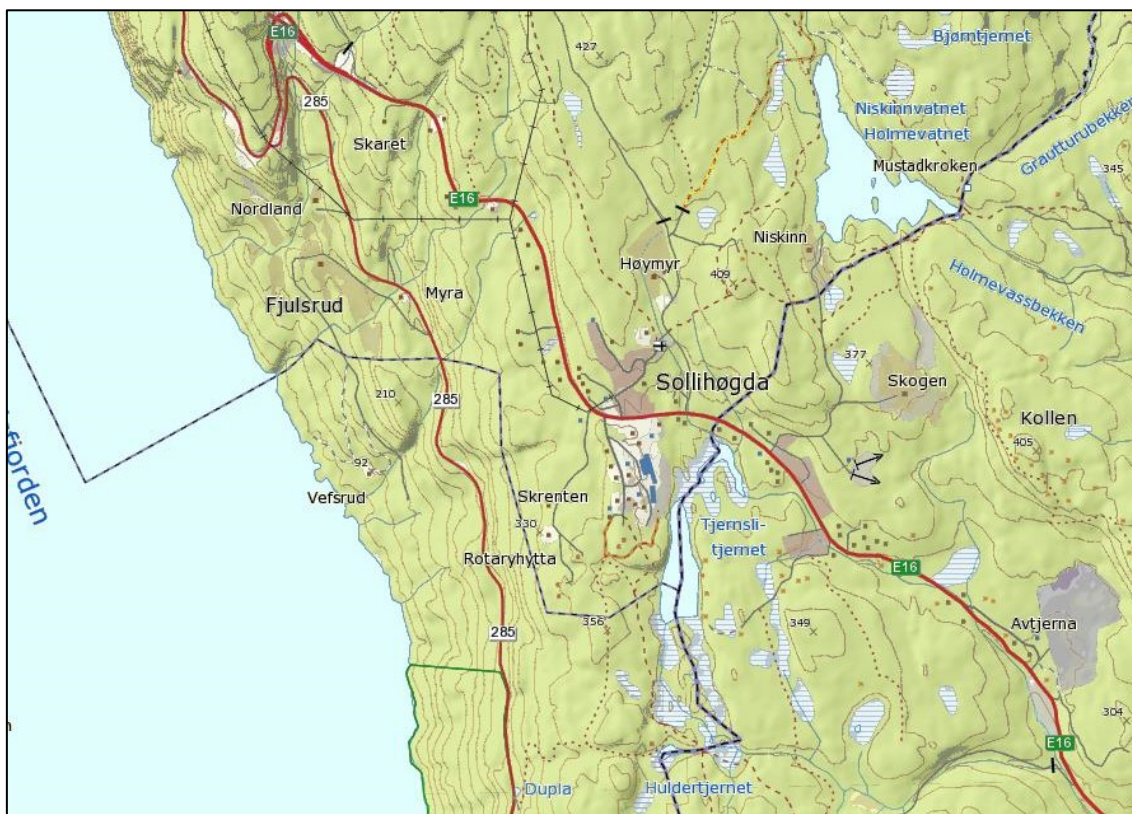 E16
427
Bjørntjernet
285
Niskinnvatnet
Holmevatnet
Skaret
Mustadkroken
Grautturubekken
345
E16
Nordland
Niskinn
Høymyr
409
Holmevassbekken
Myra
Fjulsrud
377
Sollihøgda
Skogen
210
285
Kollen
405
fjorden
92
Vefsrud
Skrenten
330
Tjernsli-
tjernet
Rotaryhytta
E16
356
349
Avtjerna
285
304
n
E16
Dupla
Huldertjernet